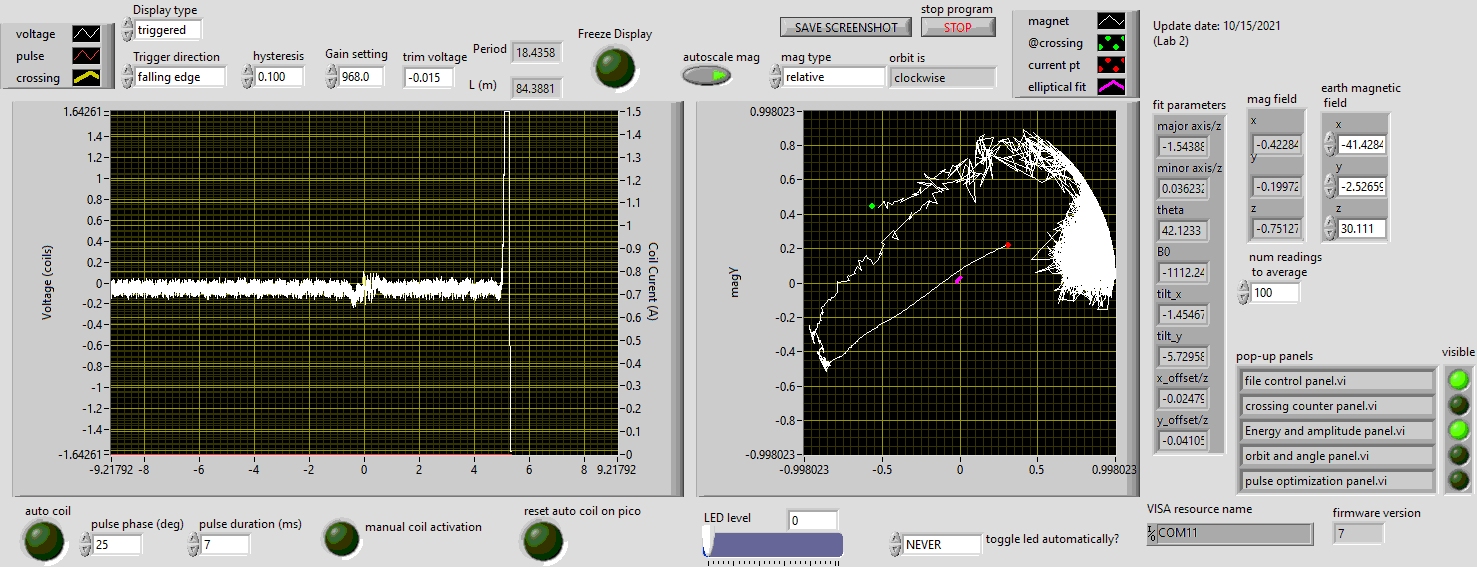 voltage
pulse
crossing
Display type
triggered
Trigger direction
falling edge
hysteresis
0.100
Gain setting
968.0
trim voltage
-0.015
Period
18.4358
L (m)
84.3881
Freeze Display
SAVE SCREENSHOT
stop program
STOP
autoscale mag
mag type
relative
orbit is
clockwise
magnet
@crossing
current pt
elliptical fit
Update date: 10/15/2021
(Lab 2)
Voltage (coils)
1.64261
1.4
1.2
1
0.8
0.6
0.4
0.2
0
-0.2
-0.4
-0.6
-0.8
-1
-1.2
-1.4
-1.64261
-9.21792
-8
-6
-4
-2
0
2
4
6
8
9.21792
1.5
1.4
1.3
1.2
1.1
1
0.9
0.8
0.7
0.6
0.5
0.4
0.3
0.2
0.1
0
Coil Current (A)
magY
0.998023
0.8
0.6
0.4
0.2
0
-0.2
-0.4
-0.6
-0.8
-0.998023
-0.998023
-0.5
0
0.5
0.998023
fit parameters
major axis/z
-1.54388
minor axis/z
0.036232
theta
42.1233
B0
-1112.24
tilt_x
-1.45467
tilt_y
-5.72958
x_offset/z
-0.02479
y_offset/z
-0.04105
mag field
x
-0.42284
y
-0.19972
z
-0.75127
earth magnetic
field
x
-41.4284
y
-2.52659
z
30.111
num readings
to average
100
pop-up panels
visible
file control panel.vi
crossing counter panel.vi
Energy and amplitude panel.vi
orbit and angle panel.vi
pulse optimization panel.vi
auto coil
pulse phase (deg)
25
pulse duration (ms)
7
manual coil activation
reset auto coil on pico
LED level
0
NEVER
toggle led automatically?
VISA resource name
COM11
firmware version
7